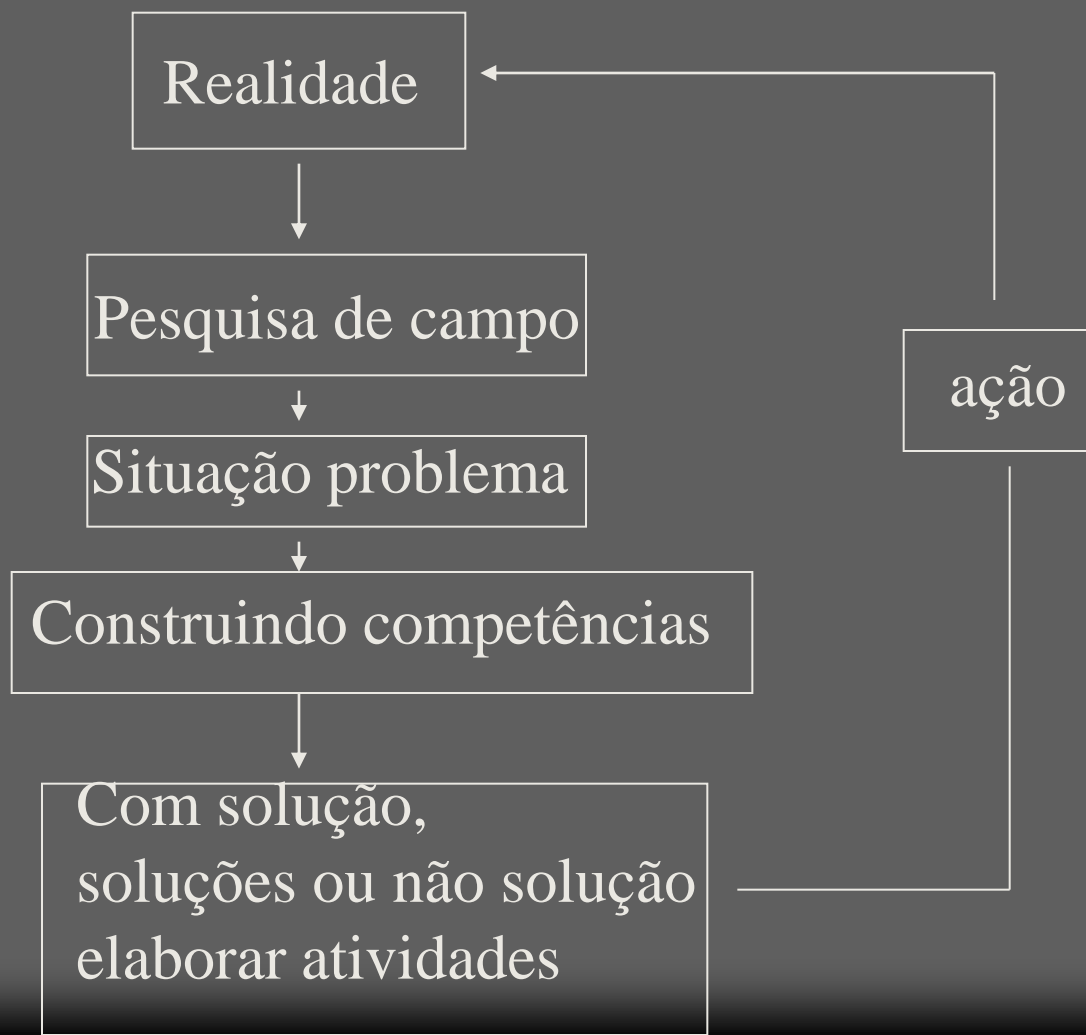 Realidade
Pesquisa de campo
ação
Situação problema
Construindo competências
Com solução,
soluções ou não solução
elaborar atividades